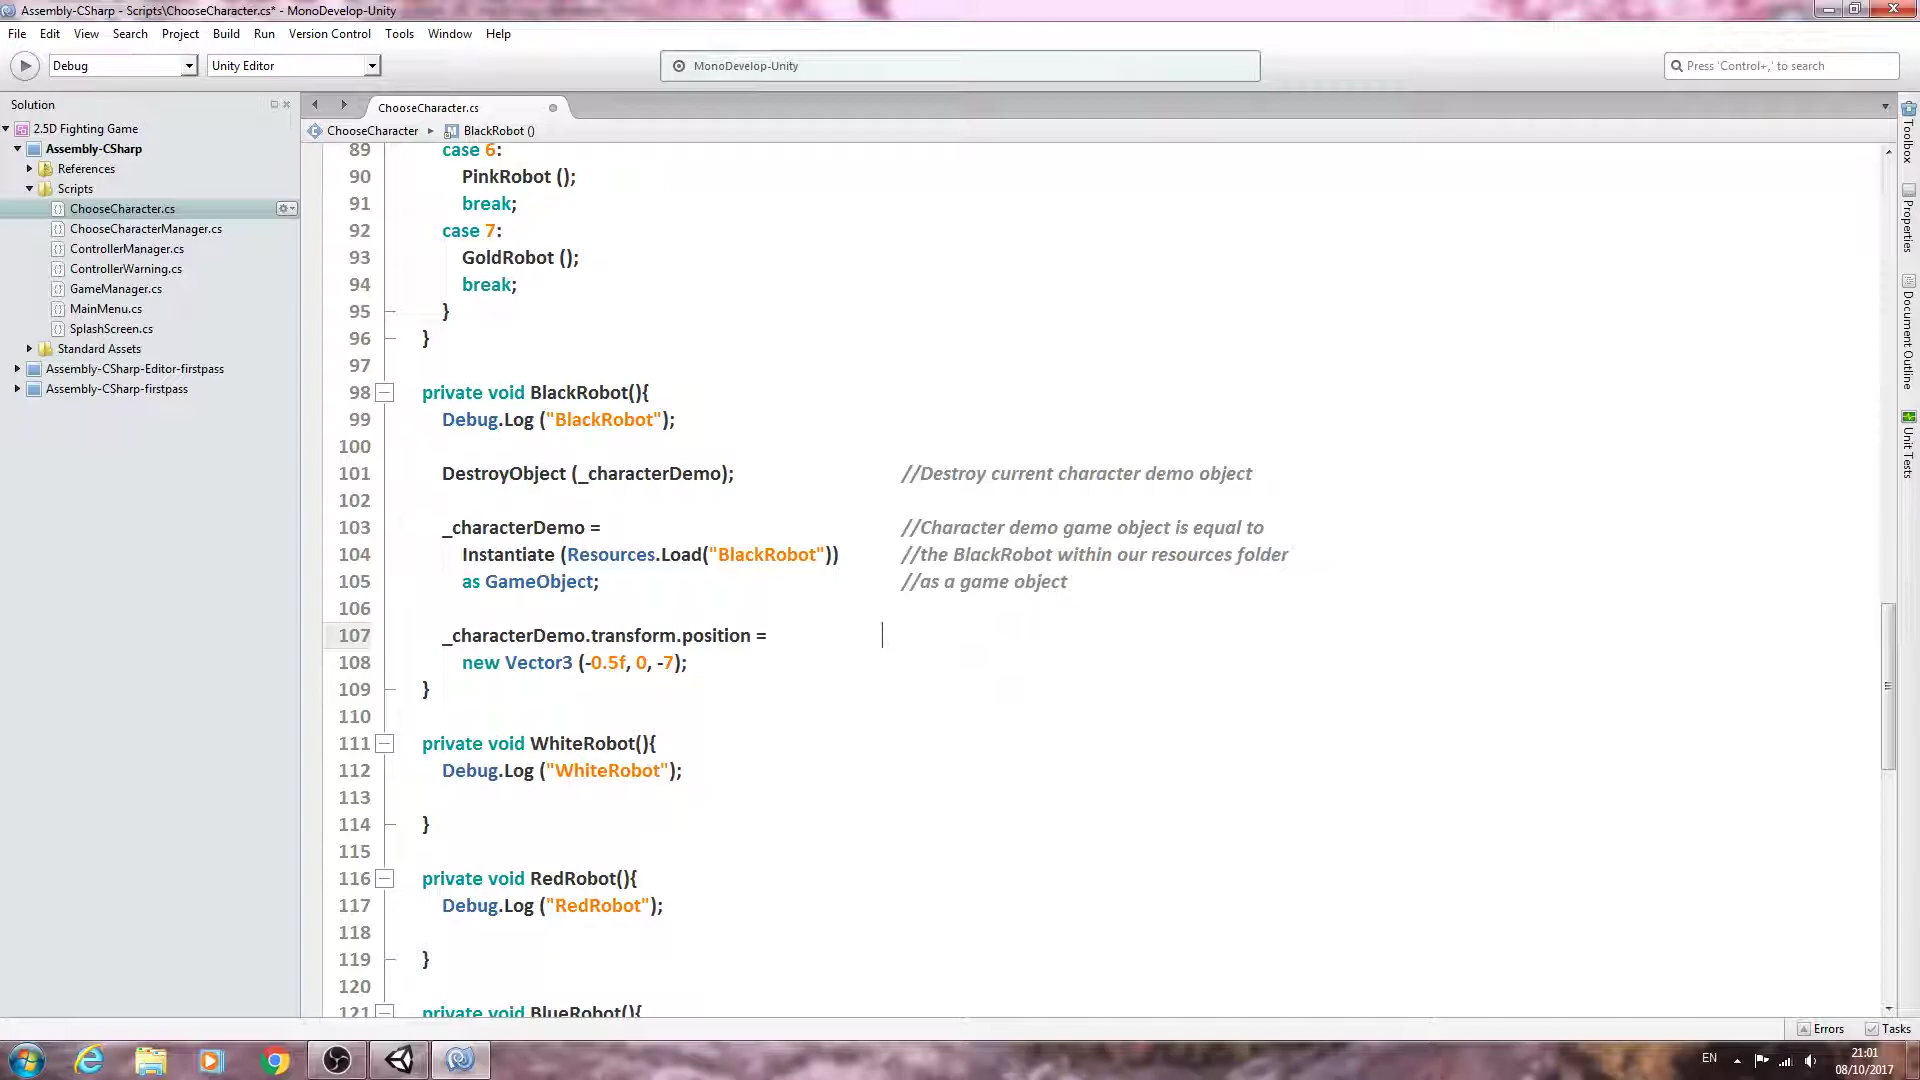 Assembly-CSharp - Scripts\ChooseCharacter.cs* - MonoDevelop-Unity
File Edit View Search Project Build Run Version Control Tools Window Help
Debug Unity Editor MonoDevelop-Unity Press 'Control+,' to search
Solution
2.5D Fighting Game
Assembly-CSharp
References
Scripts
ChooseCharacter.cs
ChooseCharacterManager.cs
ControllerManager.cs
ControllerWarning.cs
GameManager.cs
MainMenu.cs
SplashScreen.cs
Standard Assets
Assembly-CSharp-Editor-firstpass
Assembly-CSharp-firstpass
ChooseCharacter.cs
ChooseCharacter BlackRobot ()
89 case 6:
90 PinkRobot ();
91 break;
92 case 7:
93 GoldRobot ();
94 break;
95 }
96 }
97
98 private void BlackRobot(){
99 Debug.Log ("BlackRobot");
100
101 DestroyObject (_characterDemo); //Destroy current character demo object
102
103 _characterDemo = //Character demo game object is equal to
104 Instantiate (Resources.Load("BlackRobot")) //the BlackRobot within our resources folder
105 as GameObject; //as a game object
106
107 _characterDemo.transform.position =
108 new Vector3 (-0.5f, 0, -7);
109 }
110
111 private void WhiteRobot(){
112 Debug.Log ("WhiteRobot");
113
114 }
115
116 private void RedRobot(){
117 Debug.Log ("RedRobot");
118
119 }
120
121 private void BlueRobot(){
Toolbox
Properties
Document Outline
Unit Tests
Errors Tasks
EN
21:01
08/10/2017